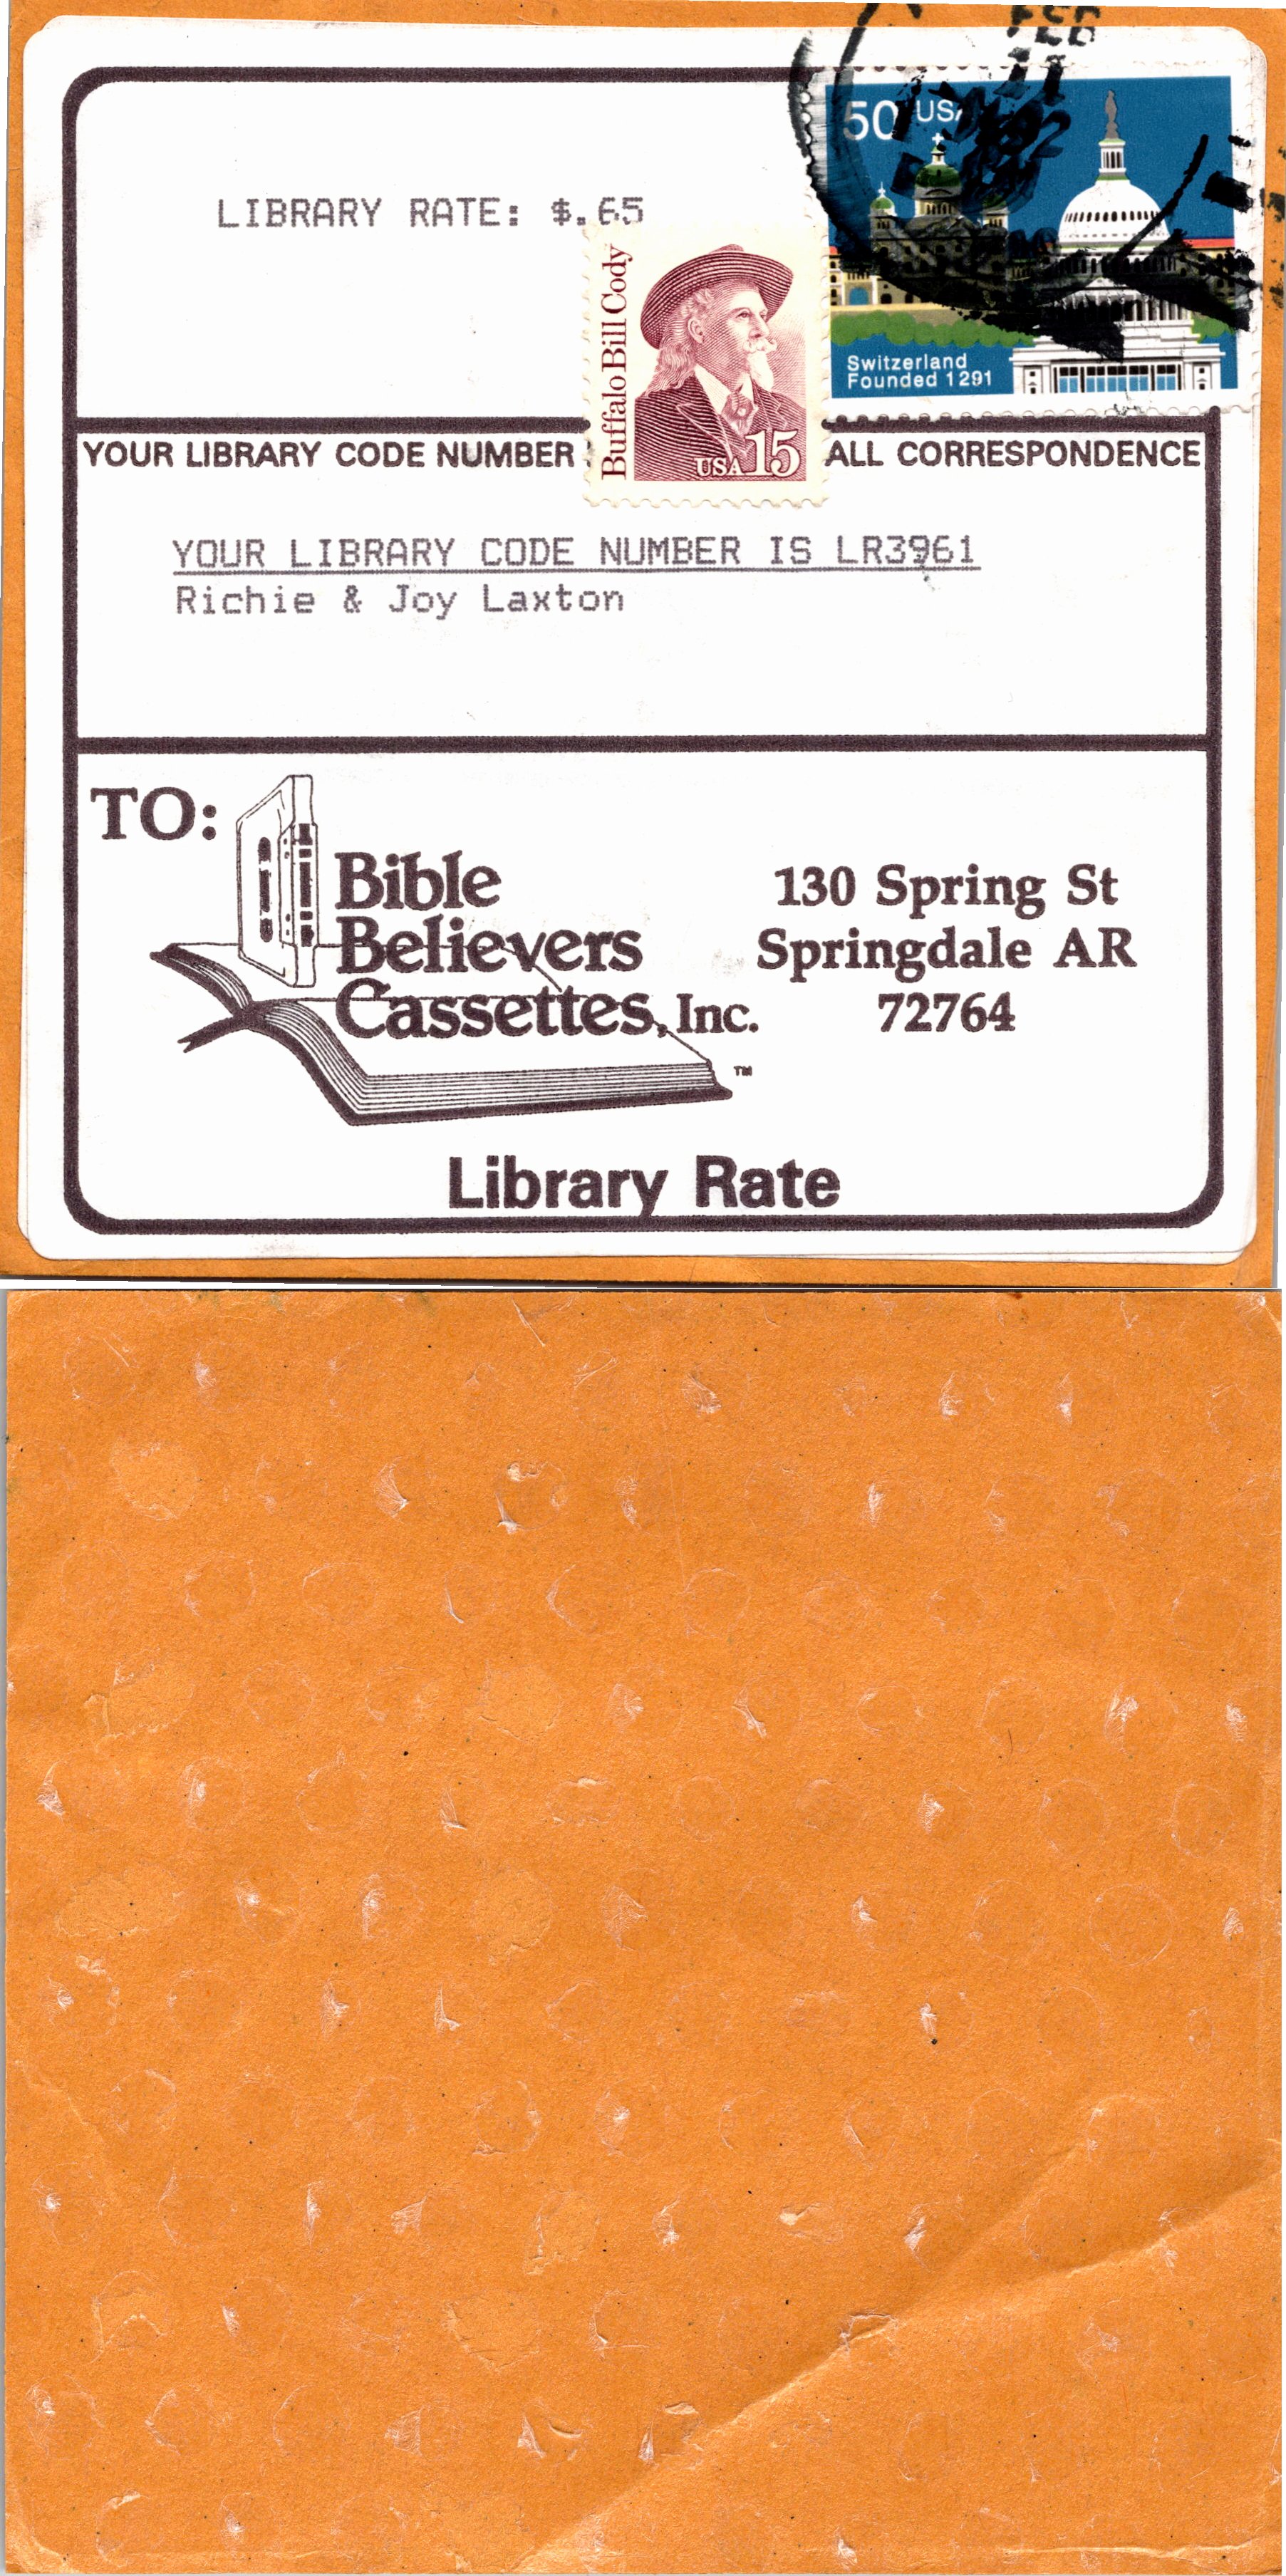 FEB
50 USA
LIBRARY RATE: $.65
Buffalo Bill Cody
Switzerland
Founded 1291
USA 15
YOUR LIBRARY CODE NUMBER
ALL CORRESPONDENCE
YOUR LIBRARY CODE NUMBER IS LR3961
Richie & Joy Laxton
TO:
Bible
Believers
Cassettes, Inc.
TM
130 Spring St
Springdale AR
72764
Library Rate